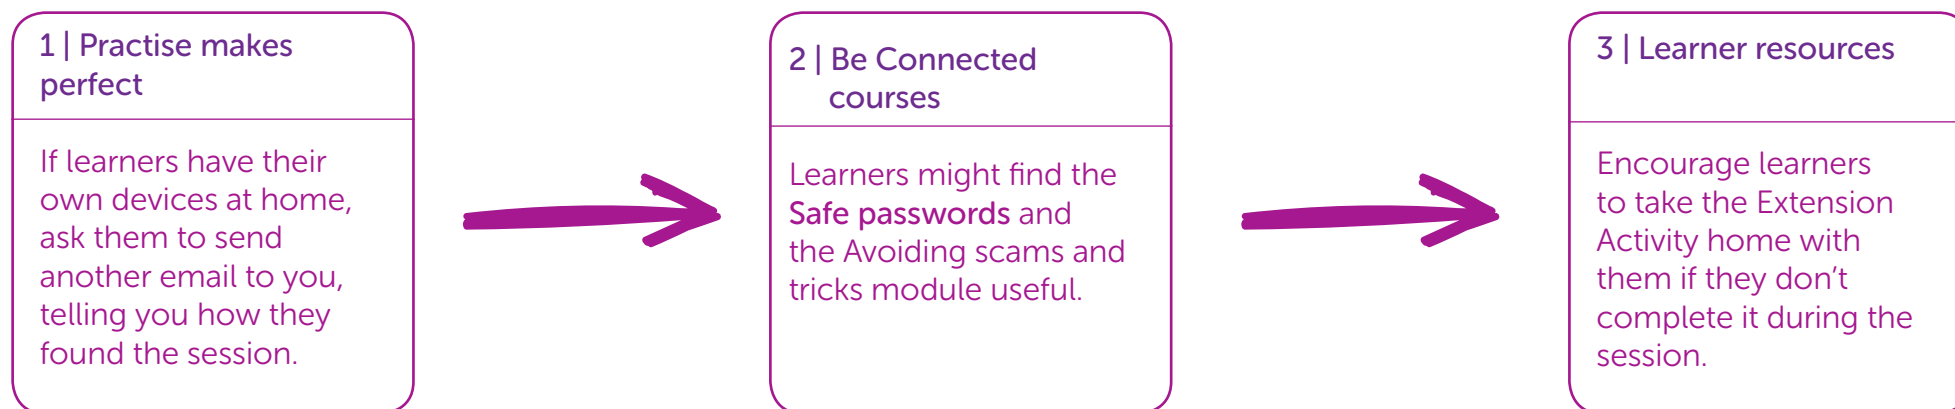 1 | Practise makes
perfect
If learners have their
own devices at home,
ask them to send
another email to you,
telling you how they
found the session.
2 | Be Connected
courses
Learners might find the
Safe passwords and
the Avoiding scams and
tricks module useful.
3 | Learner resources
Encourage learners
to take the Extension
Activity home with
them if they don’t
complete it during the
session.